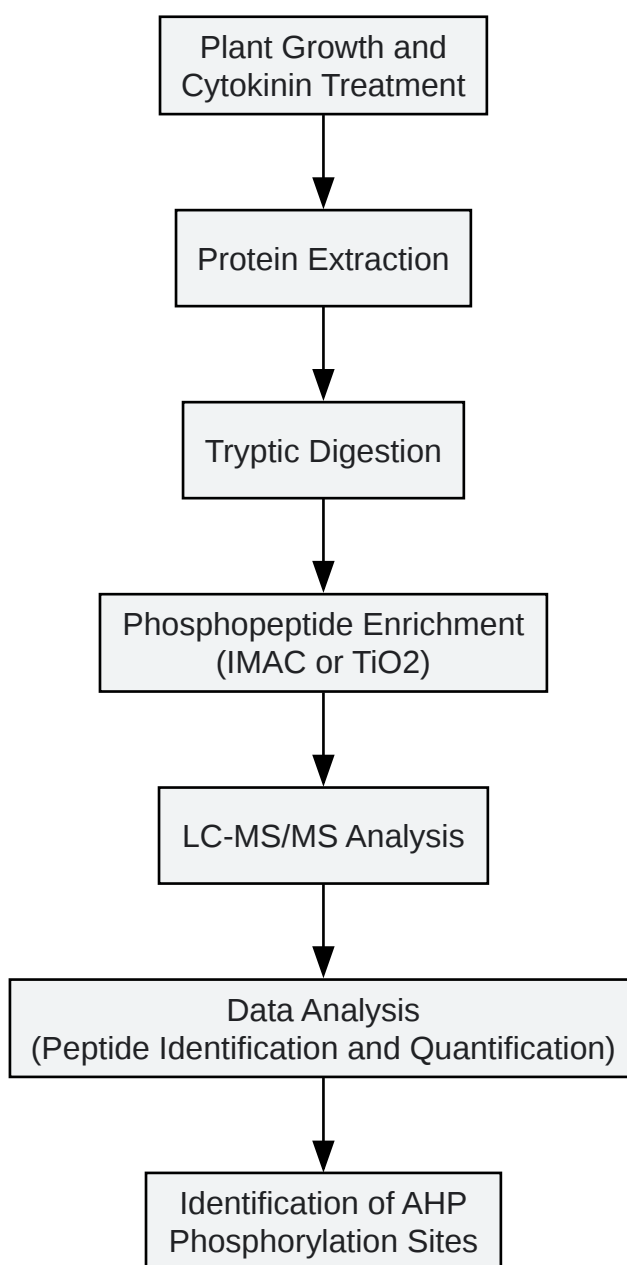 Plant Growth and
Cytokinin Treatment
Protein Extraction
Tryptic Digestion
Phosphopeptide Enrichment
(IMAC or TiO2)
LC-MS/MS Analysis
Data Analysis
(Peptide Identification and Quantification)
Identification of AHP
Phosphorylation Sites